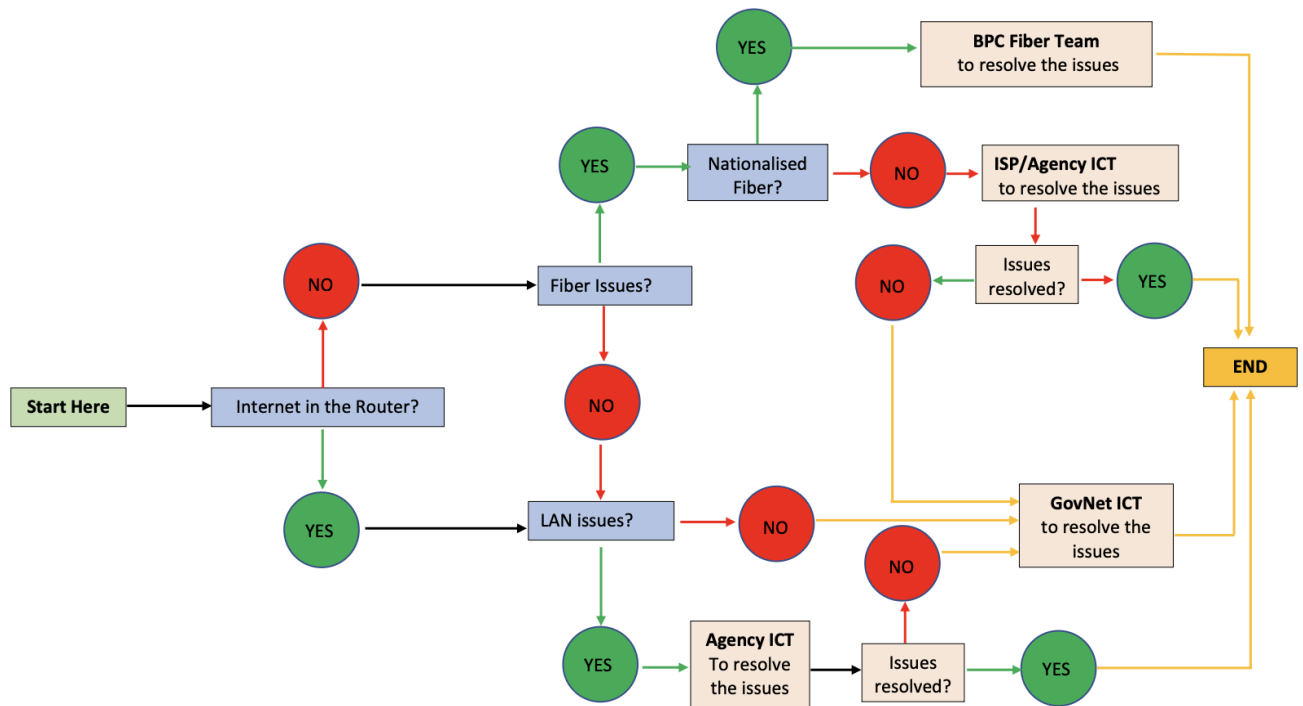 YES
BPC Fiber Team
to resolve the issues
YES
Nationalised
Fiber?
NO
ISP/Agency ICT
to resolve the issues
NO
Fiber Issues?
NO
Issues
resolved?
YES
END
Start Here
Internet in the Router?
NO
YES
LAN issues?
NO
GovNet ICT
to resolve the
issues
NO
YES
Agency ICT
To resolve
the issues
Issues
resolved?
YES